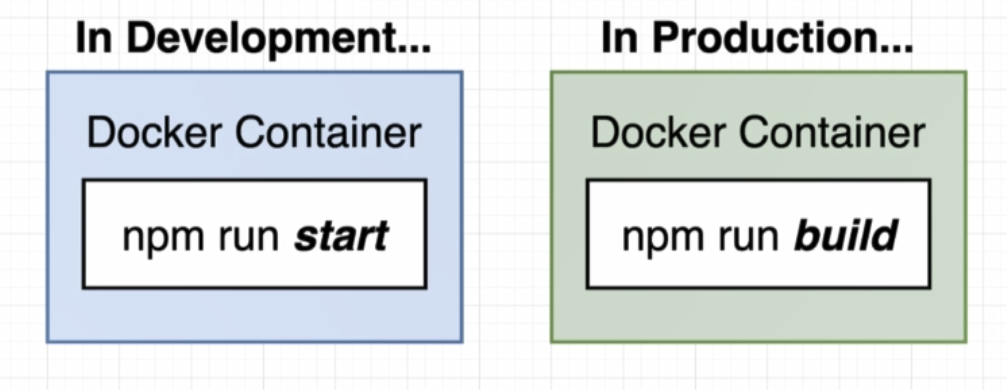 In Development...
Docker Container
npm run start
In Production...
Docker Container
npm run build